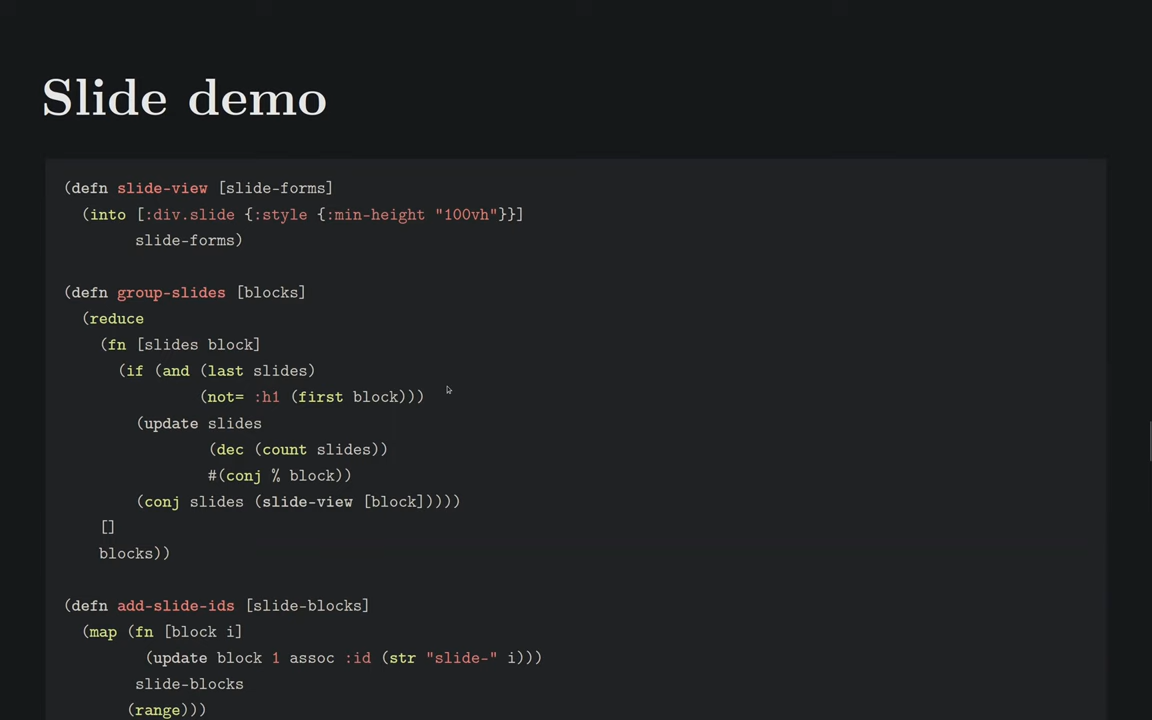 Slide demo
(defn slide-view [slide-forms]
  (into [:div.slide {:style {:min-height "100vh"}}]
        slide-forms)
(defn group-slides [blocks]
  (reduce
    (fn [slides block]
      (if (and (last slides)
               (not= :h1 (first block)))
        (update slides
                (dec (count slides))
                #(conj % block))
        (conj slides (slide-view [block]))))
    []
    blocks))
(defn add-slide-ids [slide-blocks]
  (map (fn [block i]
         (update block 1 assoc :id (str "slide-" i)))
        slide-blocks
       (range)))